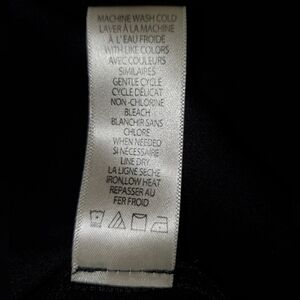 MACHINE WASH COLD
LAVER À LA MACHINE
À L'EAU FROIDE
WITH LIKE COLORS
AVEC COULEURS
SIMILAIRES
GENTLE CYCLE
CYCLE DÉLICAT
NON-CHLORINE
BLEACH
BLANCHIR SANS
CHLORE
WHEN NEEDED
SI NÉCESSAIRE
LINE DRY
LA LIGNE SÈCHE
IRON,LOW HEAT
REPASSER AU
FER FROID